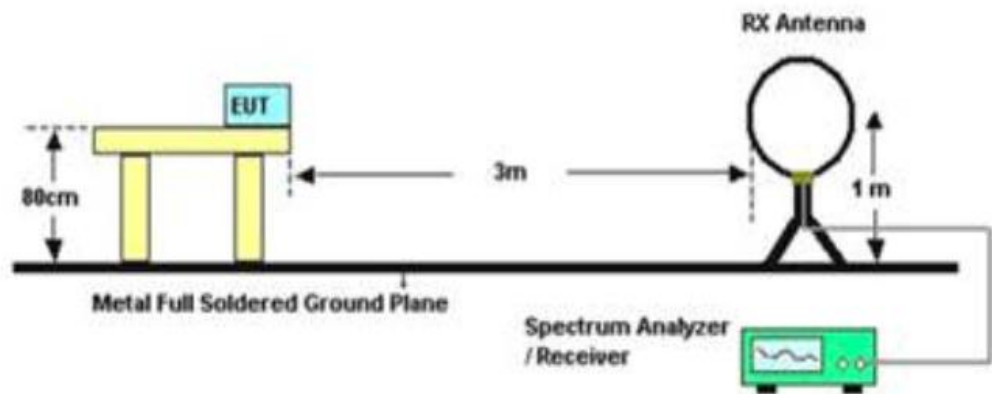 RX Antenna
EUT
3m
80cm
1 m
Metal Full Soldered Ground Plane
Spectrum Analyzer
/ Receiver